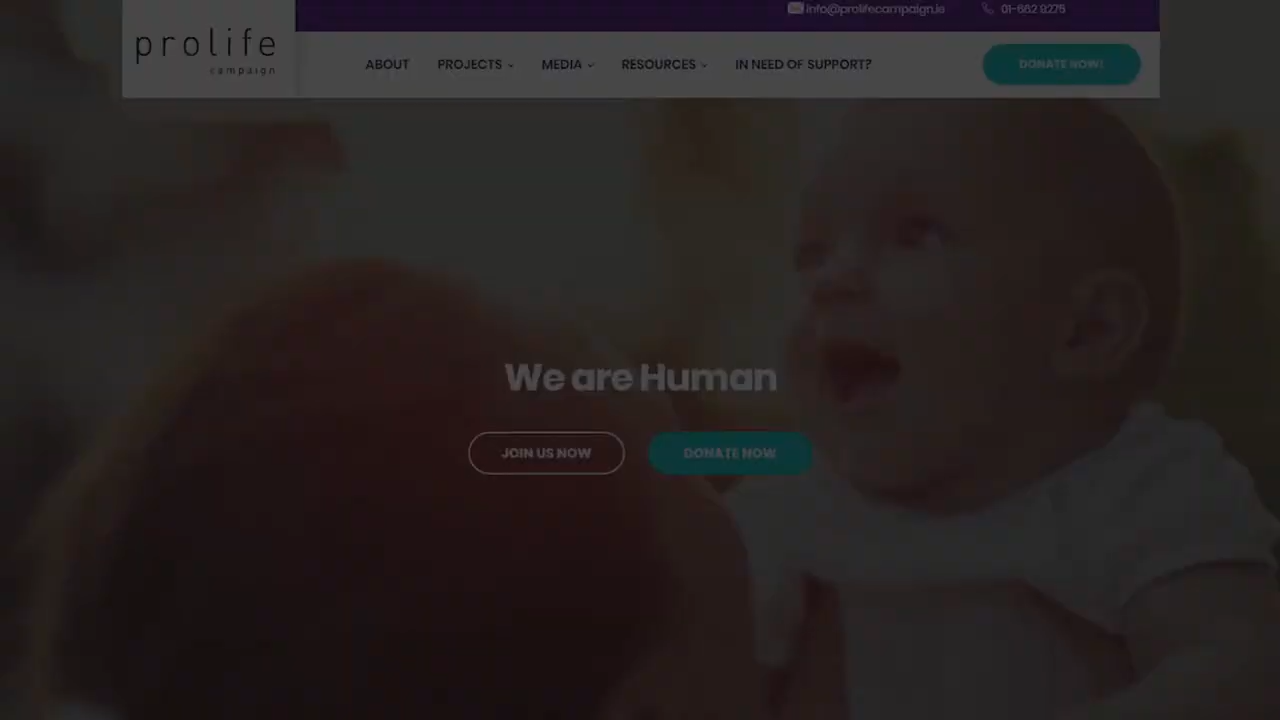 info@prolifecampaign.ie 01-662 9275
prolife
campaign
ABOUT PROJECTS MEDIA RESOURCES IN NEED OF SUPPORT? DONATE NOW!
We are Human
JOIN US NOW DONATE NOW